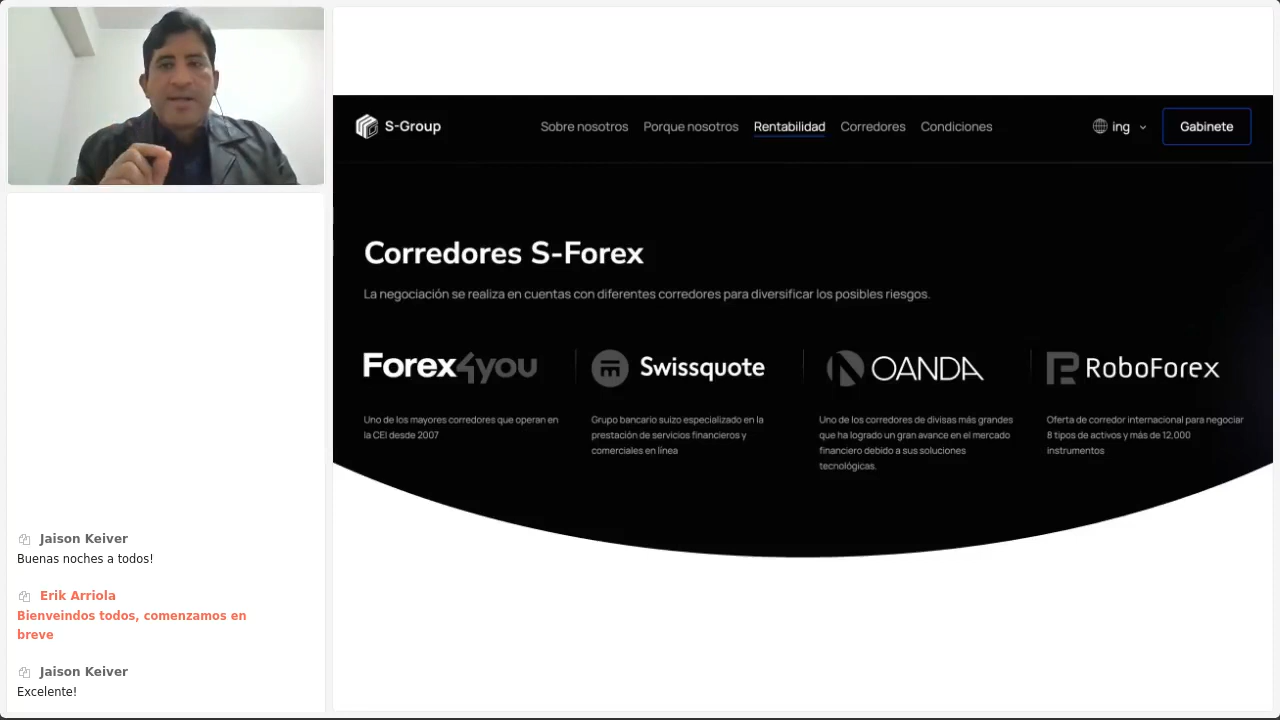 S-Group
Sobre nosotros Porque nosotros Rentabilidad Corredores Condiciones
ing
Gabinete
Corredores S-Forex
La negociación se realiza en cuentas con diferentes corredores para diversificar los posibles riesgos.
Forex4you
Uno de los mayores corredores que operan en
la CEI desde 2007
Swissquote
Grupo bancario suizo especializado en la
prestación de servicios financieros y
comerciales en línea
OANDA
Uno de los corredores de divisas más grandes
que ha logrado un gran avance en el mercado
financiero debido a sus soluciones
tecnológicas.
RoboForex
Oferta de corredor internacional para negociar
8 tipos de activos y más de 12,000
instrumentos
Jaison Keiver
Buenas noches a todos!
Erik Arriola
Bienveindos todos, comenzamos en
breve
Jaison Keiver
Excelente!